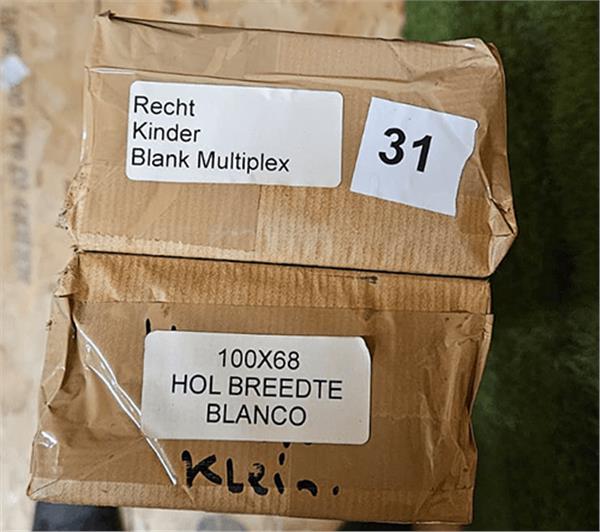 Recht
Kinder
Blank Multiplex
31
100X68
HOL BREEDTE
BLANCO
Klein.